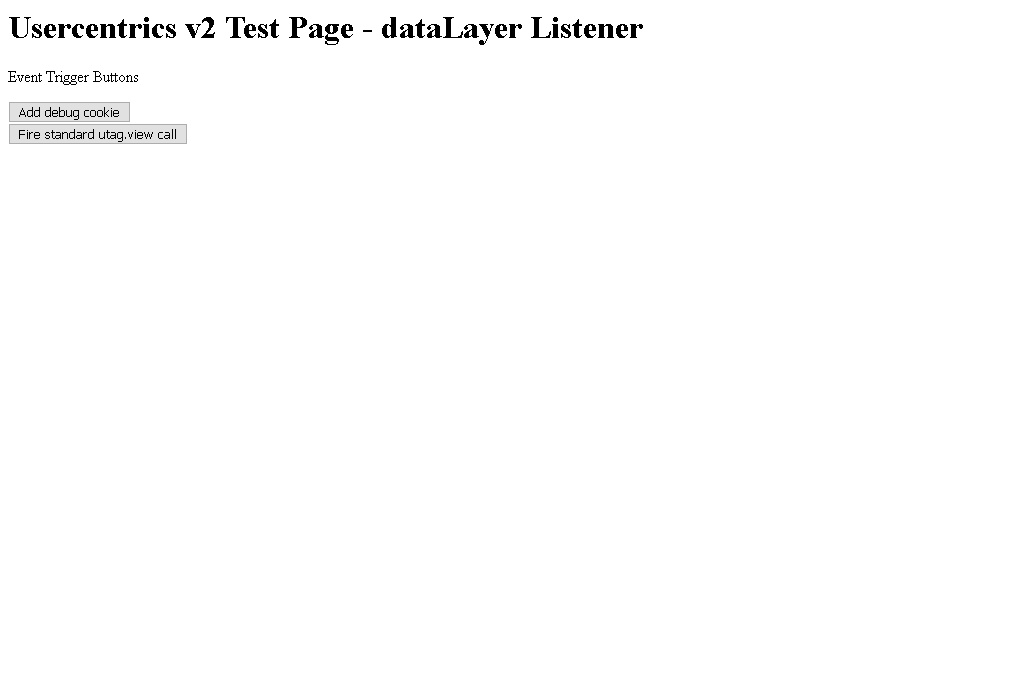 Usercentrics v2 Test Page - dataLayer Listener
Event Trigger Buttons
Add debug cookie
Fire standard utag.view call